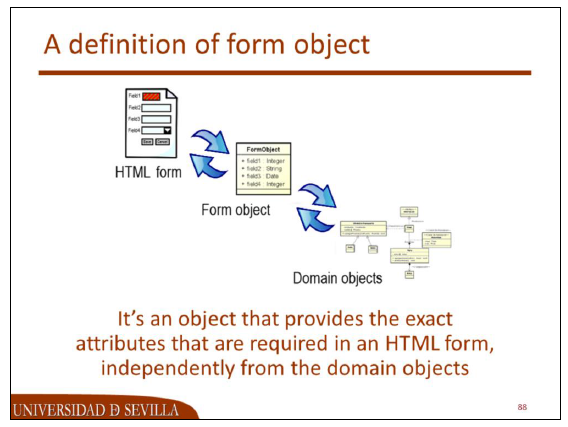 A definition of form object
Field1
Field2
Field3
Field4
Save Cancel
HTML form
FormObject
+ field1 : Integer
+ field2 : String
+ field3 : Date
+ field4 : Integer
Form object
Domain objects
It's an object that provides the exact
attributes that are required in an HTML form,
independently from the domain objects
UNIVERSIDAD Ð SEVILLA
88